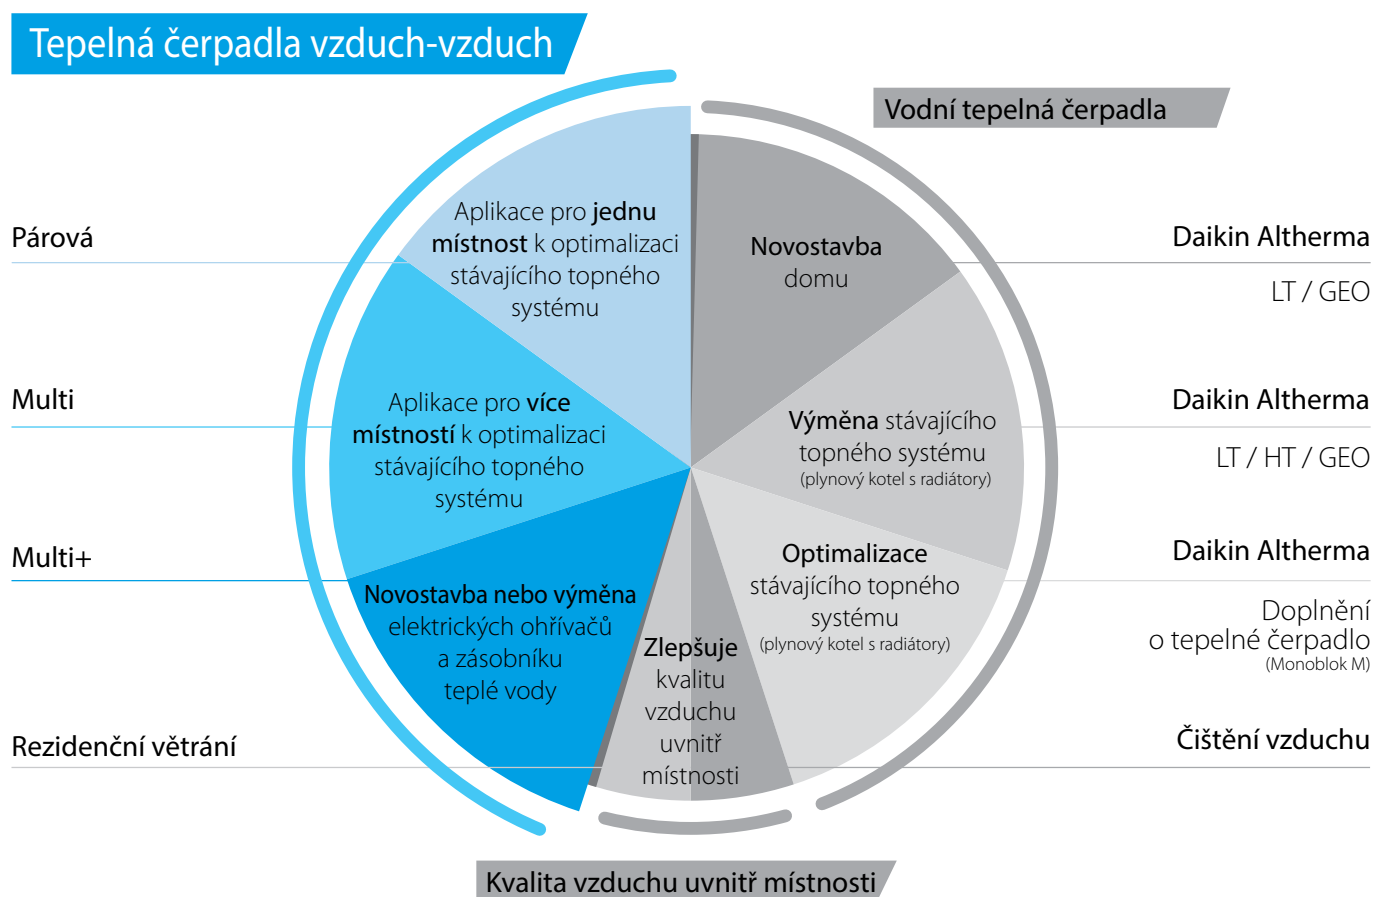 Tepelná čerpadla vzduch-vzduch
Vodní tepelná čerpadla
Párová
Multi
Multi+
Rezidenční větrání
Aplikace pro jednu
místnost k optimalizaci
stávajícího topného
systému
Aplikace pro více
místností k optimalizaci
stávajícího topného
systému
Novostavba nebo výměna
elektrických ohřívačů
a zásobníku
teplé vody
Zlepšuje
kvalitu
vzduchu
uvnitř
místnosti
Novostavba
domu
Výměna stávajícího
topného systému
(plynový kotel s radiátory)
Optimalizace
stávajícího topného
systému
(plynový kotel s radiátory)
Daikin Altherma
LT / GEO
Daikin Altherma
LT / HT / GEO
Daikin Altherma
Doplnění
o tepelné čerpadlo
(Monoblok M)
Čištění vzduchu
Kvalita vzduchu uvnitř místnosti